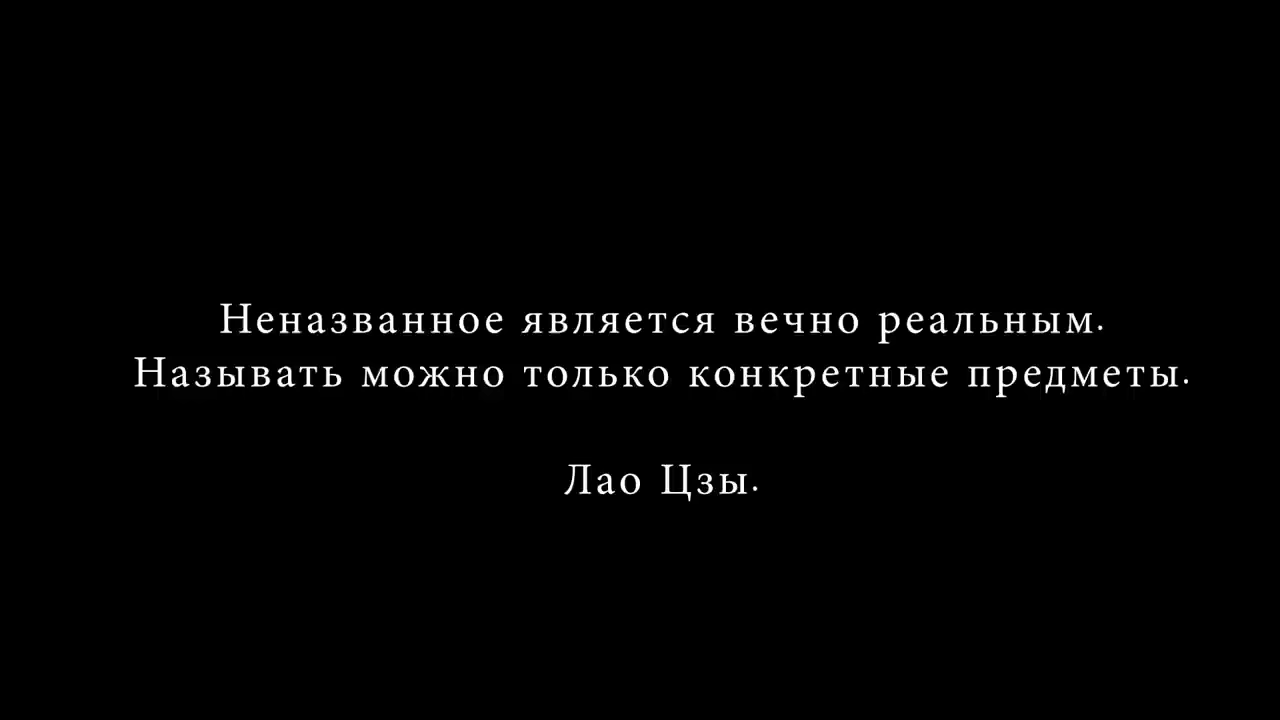 Неназванное является вечно реальным.
Называть можно только конкретные предметы.
Лао Цзы.